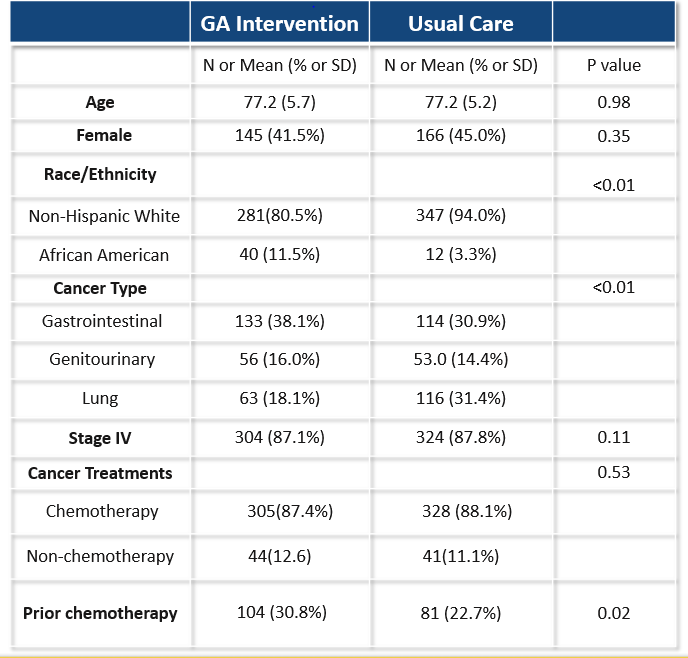 GA Intervention Usual Care
N or Mean (% or SD) N or Mean (% or SD) P value
Age 77.2 (5.7) 77.2 (5.2) 0.98
Female 145 (41.5%) 166 (45.0%) 0.35
Race/Ethnicity <0.01
Non-Hispanic White 281(80.5%) 347 (94.0%)
African American 40 (11.5%) 12 (3.3%)
Cancer Type <0.01
Gastrointestinal 133 (38.1%) 114 (30.9%)
Genitourinary 56 (16.0%) 53.0 (14.4%)
Lung 63 (18.1%) 116 (31.4%)
Stage IV 304 (87.1%) 324 (87.8%) 0.11
Cancer Treatments 0.53
Chemotherapy 305(87.4%) 328 (88.1%)
Non-chemotherapy 44(12.6) 41(11.1%)
Prior chemotherapy 104 (30.8%) 81 (22.7%) 0.02